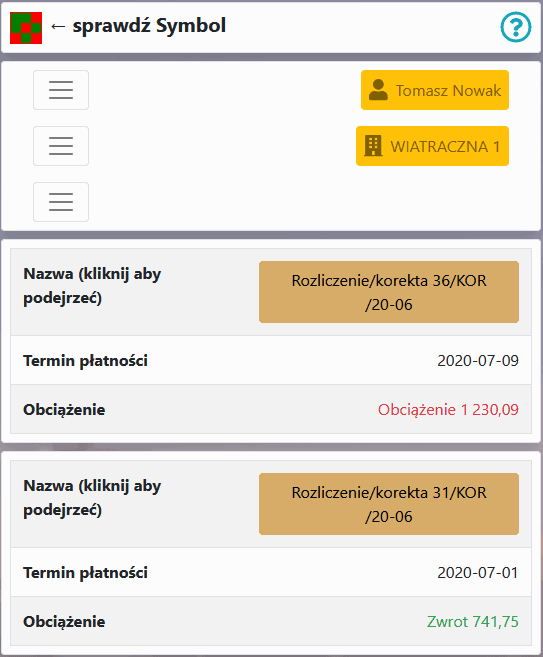 ← sprawdź Symbol
?
Tomasz Nowak
WIATRACZNA 1
Nazwa (kliknij aby
podejrzeć)
Rozliczenie/korekta 36/KOR
/20-06
Termin płatności
2020-07-09
Obciążenie
Obciążenie 1 230,09
Nazwa (kliknij aby
podejrzeć)
Rozliczenie/korekta 31/KOR
/20-06
Termin płatności
2020-07-01
Obciążenie
Zwrot 741,75